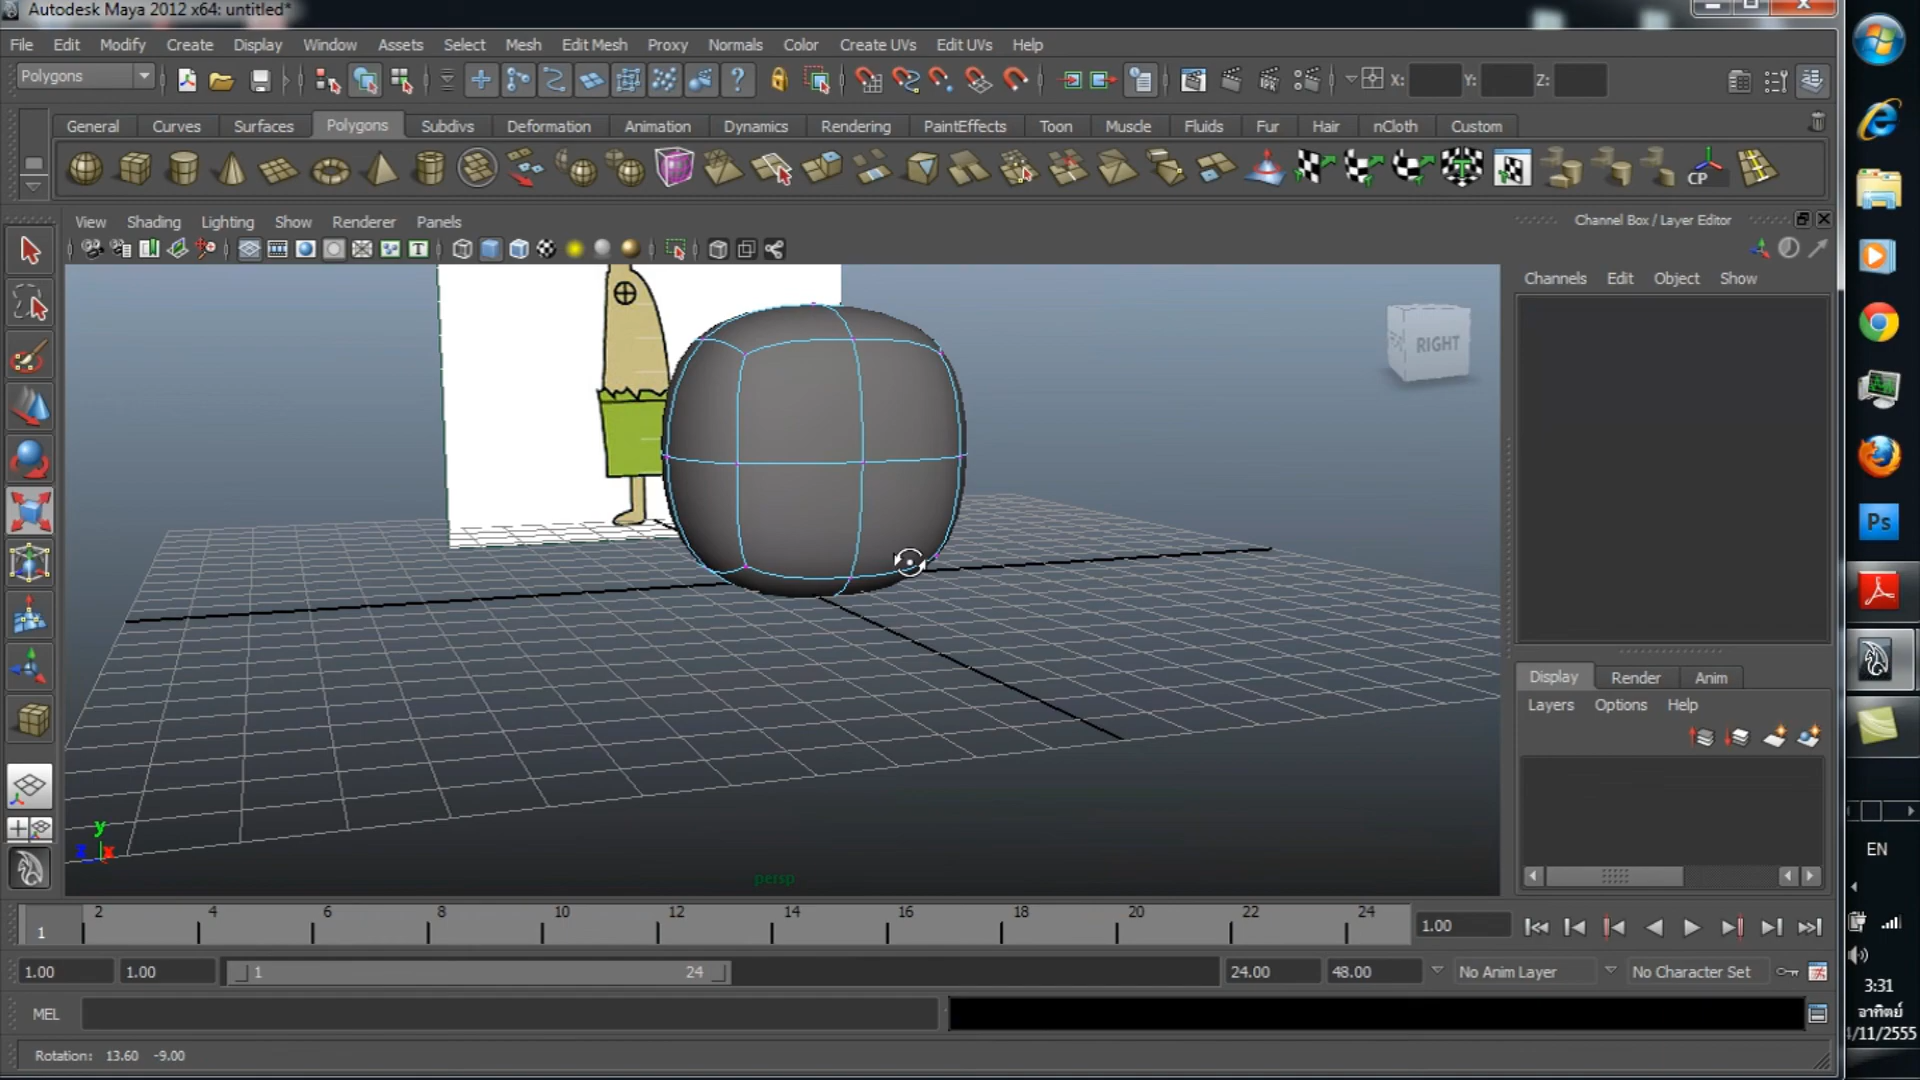 Autodesk Maya 2012 x64: untitled*
File Edit Modify Create Display Window Assets Select Mesh Edit Mesh Proxy Normals Color Create UVs Edit UVs Help
Polygons X: Y: Z:
General Curves Surfaces Polygons Subdivs Deformation Animation Dynamics Rendering PaintEffects Toon Muscle Fluids Fur Hair nCloth Custom
CP
View Shading Lighting Show Renderer Panels
Channel Box / Layer Editor
Channels Edit Object Show
RIGHT
Ps
Display Render Anim
Layers Options Help
y
z x
persp
EN
2 4 6 8 10 12 14 16 18 20 22 24
1 1.00
1.00 1.00 1 24 24.00 48.00 No Anim Layer No Character Set
MEL
Rotation: 13.60 -9.00
3:31
อาทิตย์
4/11/2555